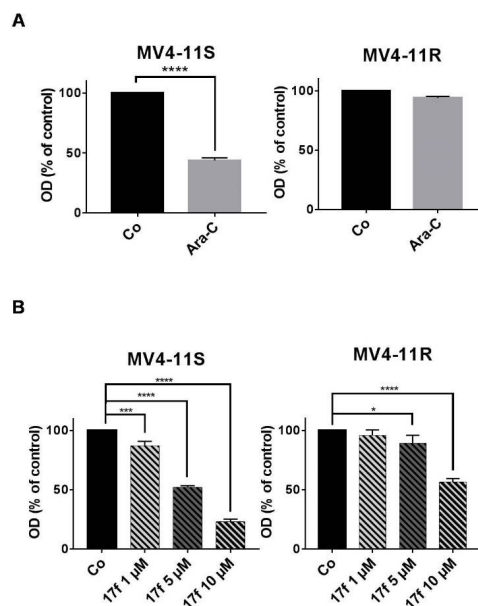 A
MV4-11S
MV4-11R
****
OD (% of control)
100
50
0
Co
Ara-C
OD (% of control)
100
50
0
Co
Ara-C
B
MV4-11S
MV4-11R
****
****
***
OD (% of control)
100
50
0
Co
17f 1 µM
17f 5 µM
17f 10 µM
****
*
OD (% of control)
100
50
0
Co
17f 1 µM
17f 5 µM
17f 10 µM